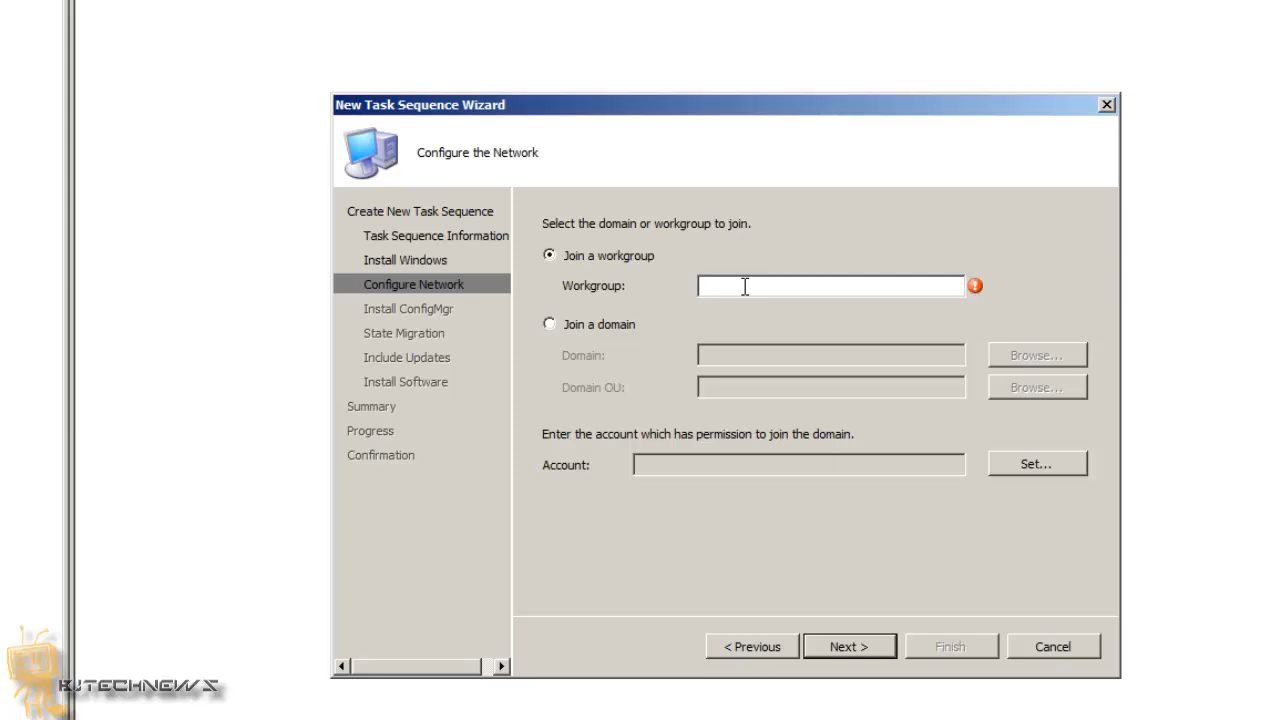 New Task Sequence Wizard
Configure the Network
Create New Task Sequence
Task Sequence Information
Install Windows
Configure Network
Install ConfigMgr
State Migration
Include Updates
Install Software
Summary
Progress
Confirmation
Select the domain or workgroup to join.
Join a workgroup
Workgroup:
Join a domain
Domain:
Browse...
Domain OU:
Browse...
Enter the account which has permission to join the domain.
Account:
Set...
< Previous
Next >
Finish
Cancel
BJTECHNEWS